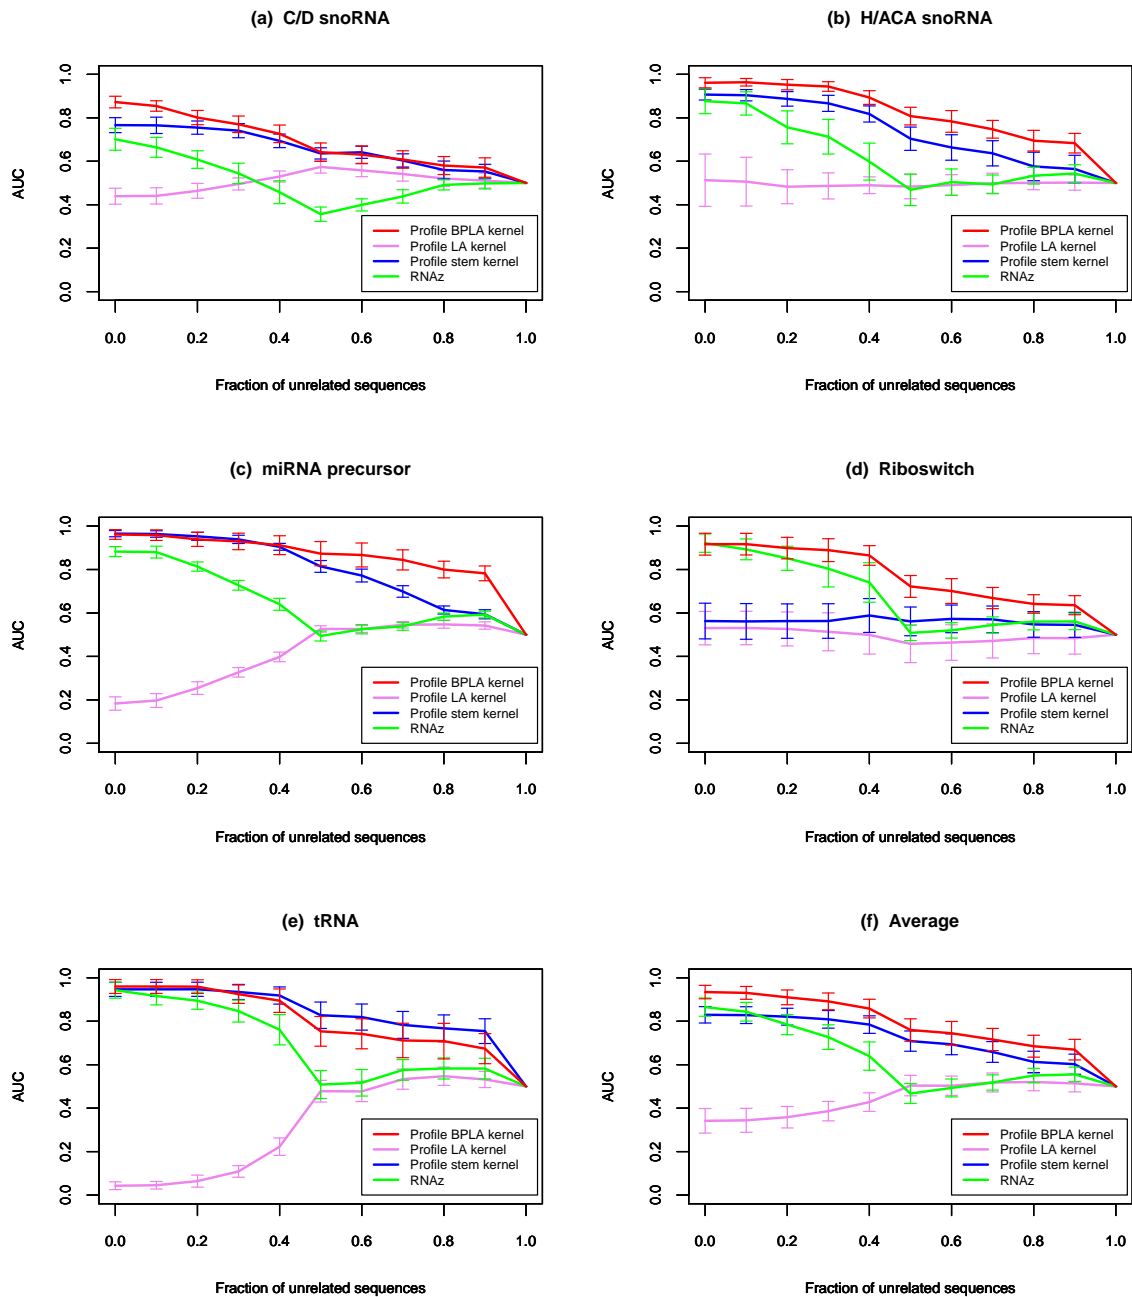 (a) C/D snoRNA
AUC
0.0
0.2
0.4
0.6
0.8
1.0
Profile BPLA kernel
Profile LA kernel
Profile stem kernel
RNAz
0.0 0.2 0.4 0.6 0.8 1.0
Fraction of unrelated sequences
(b) H/ACA snoRNA
AUC
0.0
0.2
0.4
0.6
0.8
1.0
Profile BPLA kernel
Profile LA kernel
Profile stem kernel
RNAz
0.0 0.2 0.4 0.6 0.8 1.0
Fraction of unrelated sequences
(c) miRNA precursor
AUC
0.0
0.2
0.4
0.6
0.8
1.0
Profile BPLA kernel
Profile LA kernel
Profile stem kernel
RNAz
0.0 0.2 0.4 0.6 0.8 1.0
Fraction of unrelated sequences
(d) Riboswitch
AUC
0.0
0.2
0.4
0.6
0.8
1.0
Profile BPLA kernel
Profile LA kernel
Profile stem kernel
RNAz
0.0 0.2 0.4 0.6 0.8 1.0
Fraction of unrelated sequences
(e) tRNA
AUC
0.0
0.2
0.4
0.6
0.8
1.0
Profile BPLA kernel
Profile LA kernel
Profile stem kernel
RNAz
0.0 0.2 0.4 0.6 0.8 1.0
Fraction of unrelated sequences
(f) Average
AUC
0.0
0.2
0.4
0.6
0.8
1.0
Profile BPLA kernel
Profile LA kernel
Profile stem kernel
RNAz
0.0 0.2 0.4 0.6 0.8 1.0
Fraction of unrelated sequences